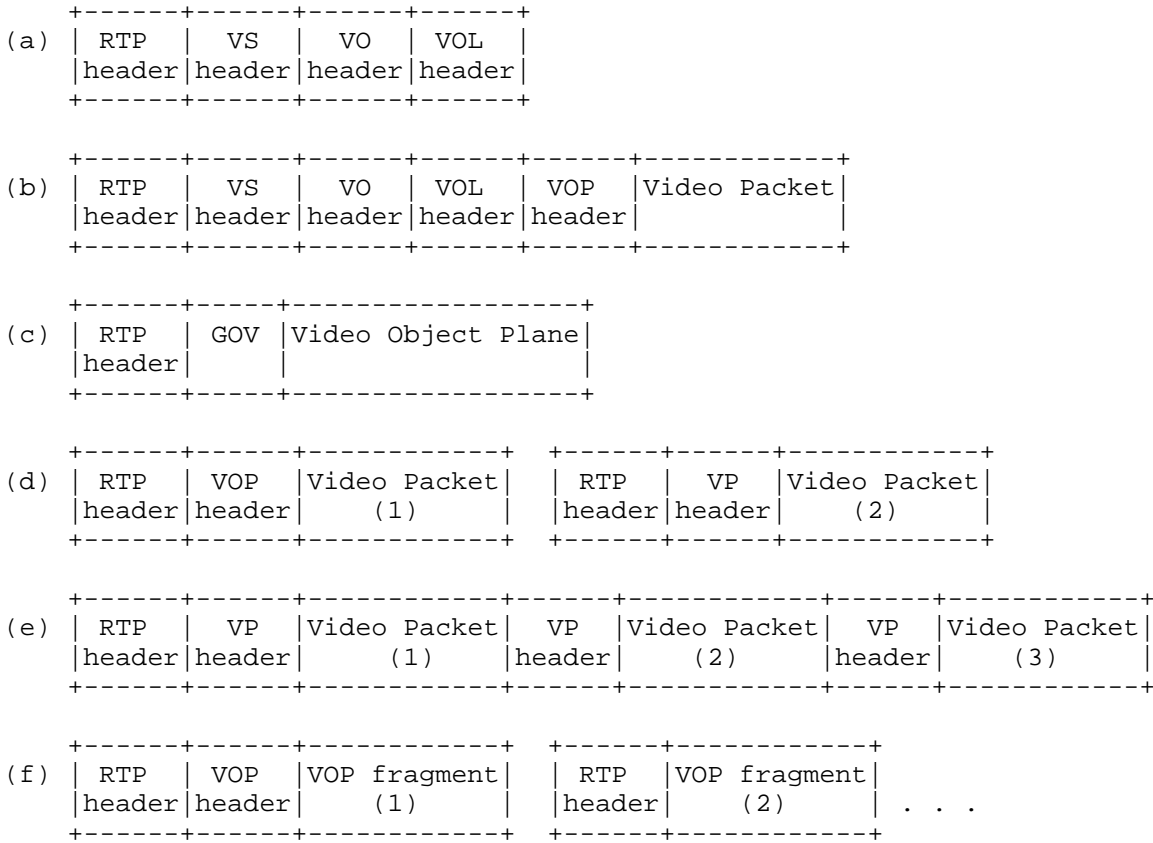 +------+------+------+------+
(a) | RTP  |  VS  |  VO  | VOL  |
    |header|header|header|header|
    +------+------+------+------+

    +------+------+------+------+------+------------+
(b) | RTP  |  VS  |  VO  | VOL  | VOP  |Video Packet|
    |header|header|header|header|header|            |
    +------+------+------+------+------+------------+

    +------+-----+------------------+
(c) | RTP  | GOV |Video Object Plane|
    |header|     |                  |
    +------+-----+------------------+

    +------+------+------------+  +------+------+------------+
(d) | RTP  | VOP  |Video Packet|  | RTP  |  VP  |Video Packet|
    |header|header|    (1)     |  |header|header|    (2)     |
    +------+------+------------+  +------+------+------------+

    +------+------+------------+------+------------+------+------------+
(e) | RTP  |  VP  |Video Packet|  VP  |Video Packet|  VP  |Video Packet|
    |header|header|     (1)    |header|    (2)     |header|    (3)     |
    +------+------+------------+------+------------+------+------------+

    +------+------+------------+  +------+------------+
(f) | RTP  | VOP  |VOP fragment|  | RTP  |VOP fragment|
    |header|header|    (1)     |  |header|    (2)     | . . .
    +------+------+------------+  +------+------------+